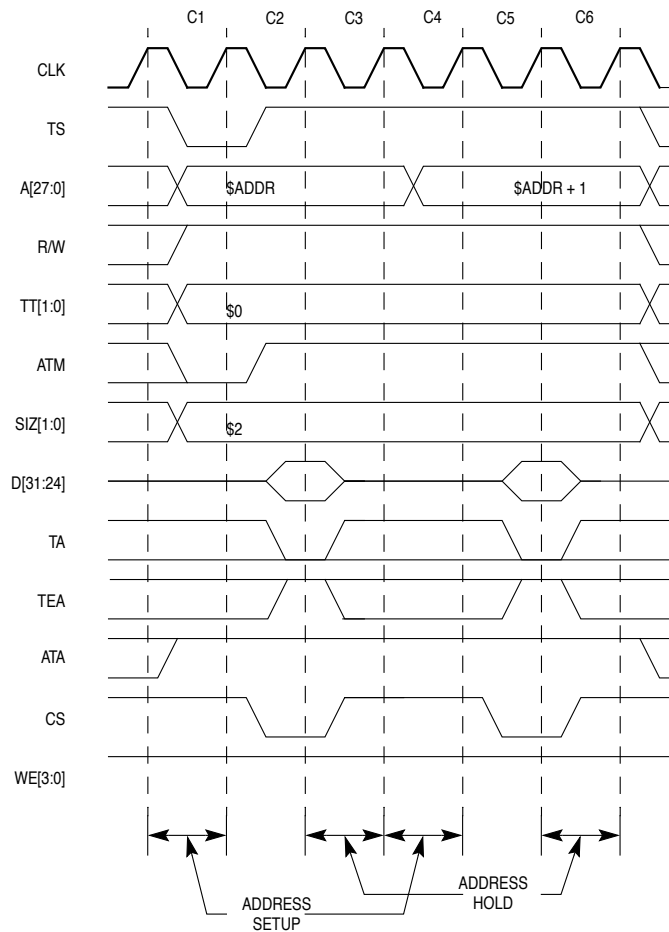 C1 C2 C3 C4 C5 C6
CLK
TS
A[27:0] $ADDR $ADDR + 1
R/W
TT[1:0] $0
ATM
SIZ[1:0] $2
D[31:24]
TA
TEA
ATA
CS
WE[3:0]
ADDRESS
SETUP
ADDRESS
HOLD